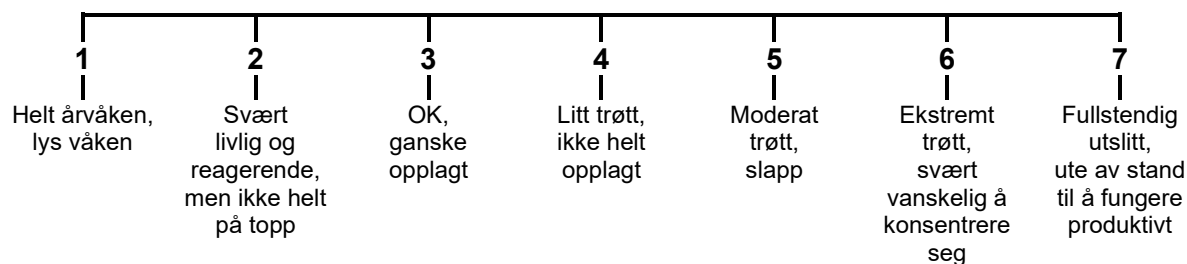 1 2 3 4 5 6 7
Helt årvåken,
lys våken
Svært
livlig og
reagerende,
men ikke helt
på topp
OK,
ganske
opplagt
Litt trøtt,
ikke helt
opplagt
Moderat
trøtt,
slapp
Ekstremt
trøtt,
svært
vanskelig å
konsentrere
seg
Fullstendig
utslitt,
ute av stand
til å fungere
produktivt